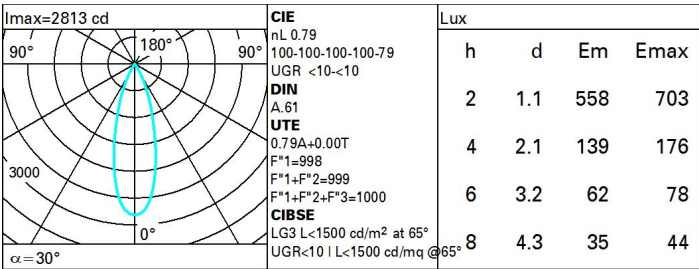 Imax=2813 cd
90°
180°
90°
3000
0°
α=30°
CIE
nL 0.79
100-100-100-100-79
UGR <10-<10
DIN
A.61
UTE
0.79A+0.00T
F"1=998
F"1+F"2=999
F"1+F"2+F"3=1000
CIBSE
LG3 L<1500 cd/m² at 65°
UGR<10 | L<1500 cd/mq @65°
Lux
h d Em Emax
2 1.1 558 703
4 2.1 139 176
6 3.2 62 78
8 4.3 35 44